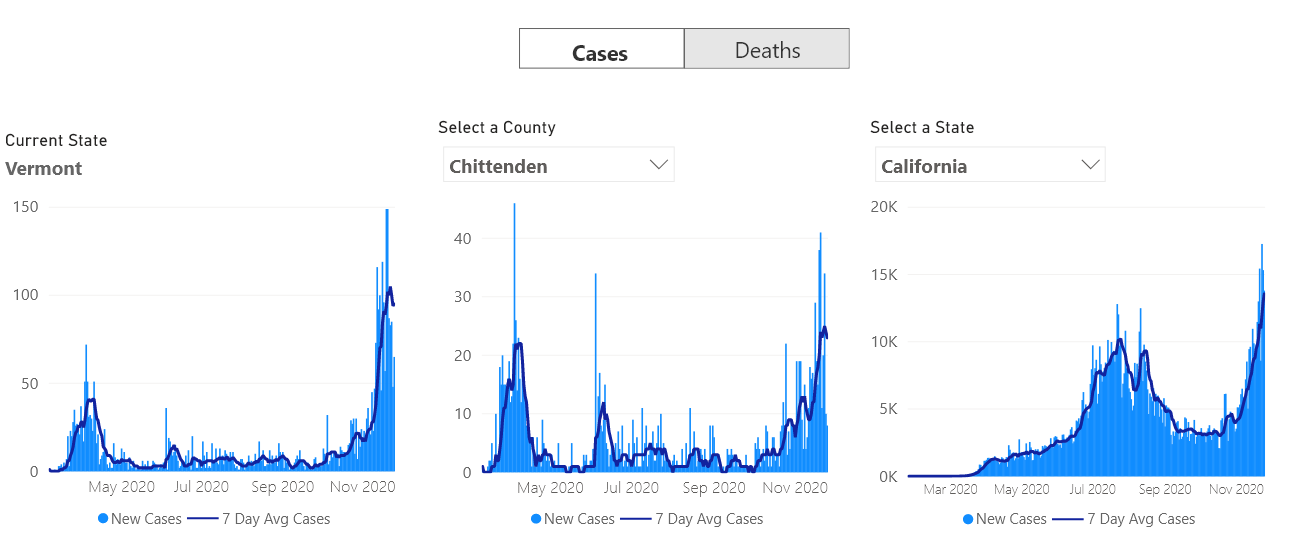 Cases Deaths
Current State
Vermont
150
100
50
0
May 2020 Jul 2020 Sep 2020 Nov 2020
New Cases 7 Day Avg Cases
Select a County
Chittenden
40
30
20
10
0
May 2020 Jul 2020 Sep 2020 Nov 2020
New Cases 7 Day Avg Cases
Select a State
California
20K
15K
10K
5K
0K
Mar 2020 May 2020 Jul 2020 Sep 2020 Nov 2020
New Cases 7 Day Avg Cases